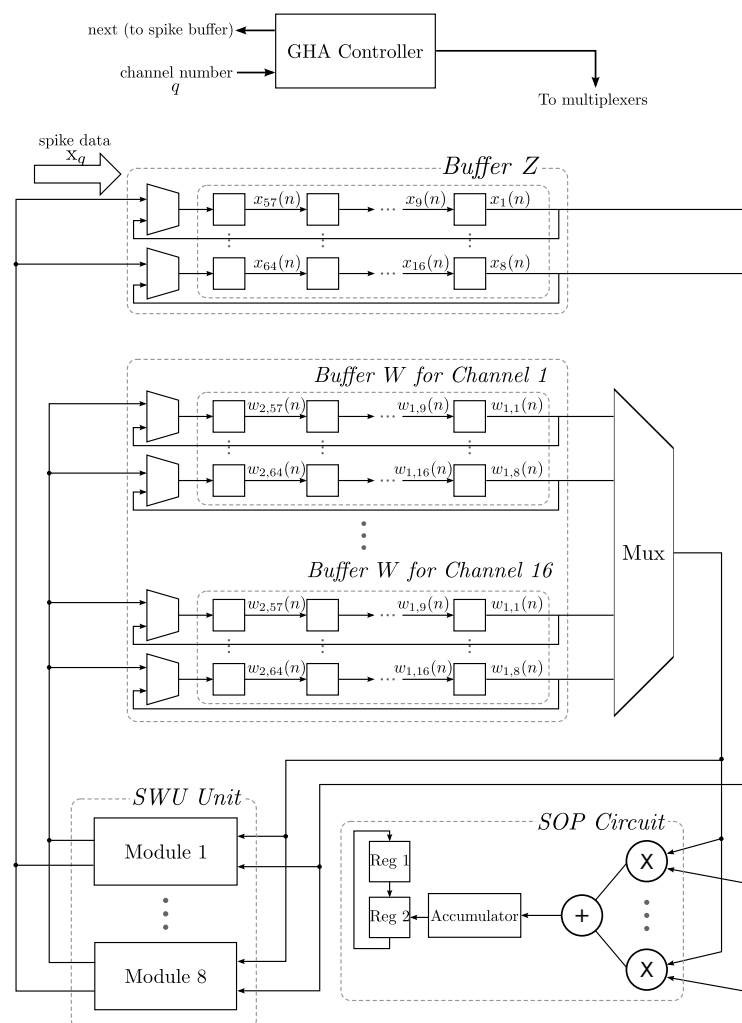 next (to spike buffer)
GHA Controller
channel number
q
To multiplexers
spike data
x_q
Buffer Z
x_57(n) x_9(n) x_1(n)
x_64(n) x_16(n) x_8(n)
Buffer W for Channel 1
w_2,57(n) w_1,9(n) w_1,1(n)
w_2,64(n) w_1,16(n) w_1,8(n)
Mux
Buffer W for Channel 16
w_2,57(n) w_1,9(n) w_1,1(n)
w_2,64(n) w_1,16(n) w_1,8(n)
SWU Unit
Module 1
Module 8
SOP Circuit
Reg 1
Reg 2
Accumulator
+
X
X